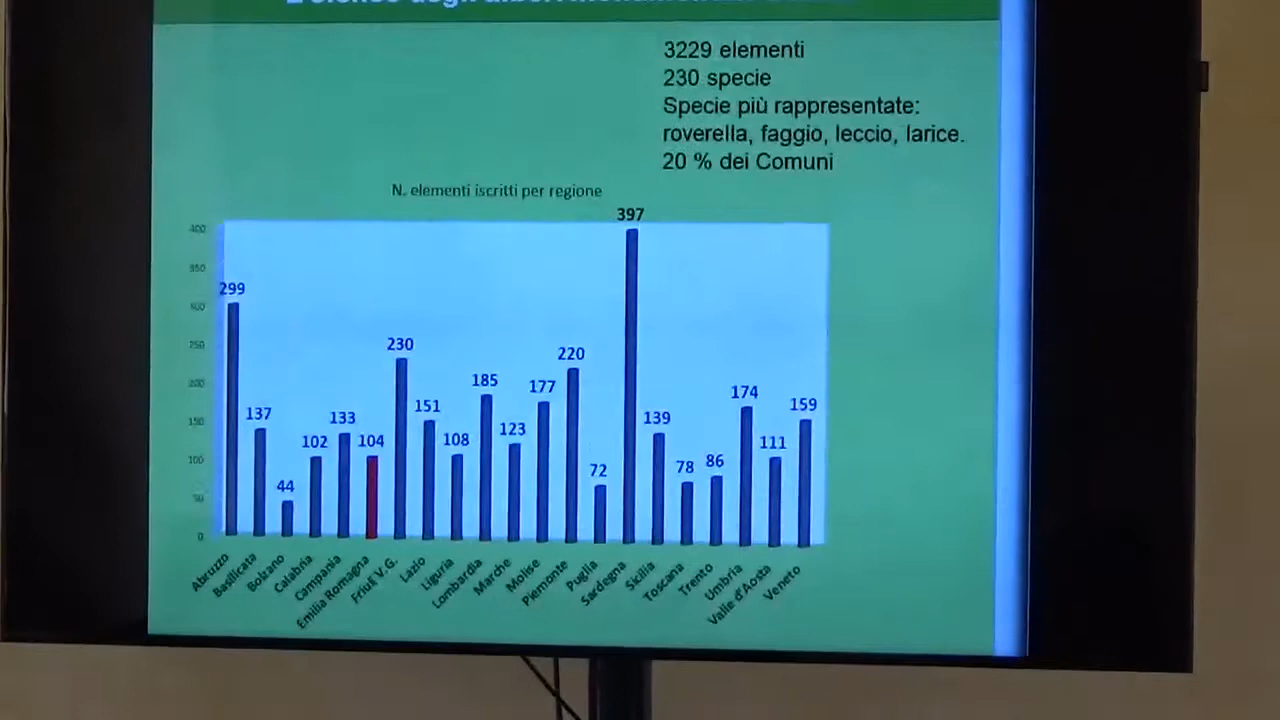 3229 elementi
230 specie
Specie più rappresentate:
roverella, faggio, leccio, larice.
20 % dei Comuni
N. elementi iscritti per regione
400
350
300
250
200
150
100
50
0
299
137
44
102
133
104
230
151
108
185
123
177
220
72
397
139
78
86
174
111
159
Abruzzo
Basilicata
Bolzano
Calabria
Campania
Emilia Romagna
Friuli V. G.
Lazio
Liguria
Lombardia
Marche
Molise
Piemonte
Puglia
Sardegna
Sicilia
Toscana
Trento
Umbria
Valle d'Aosta
Veneto